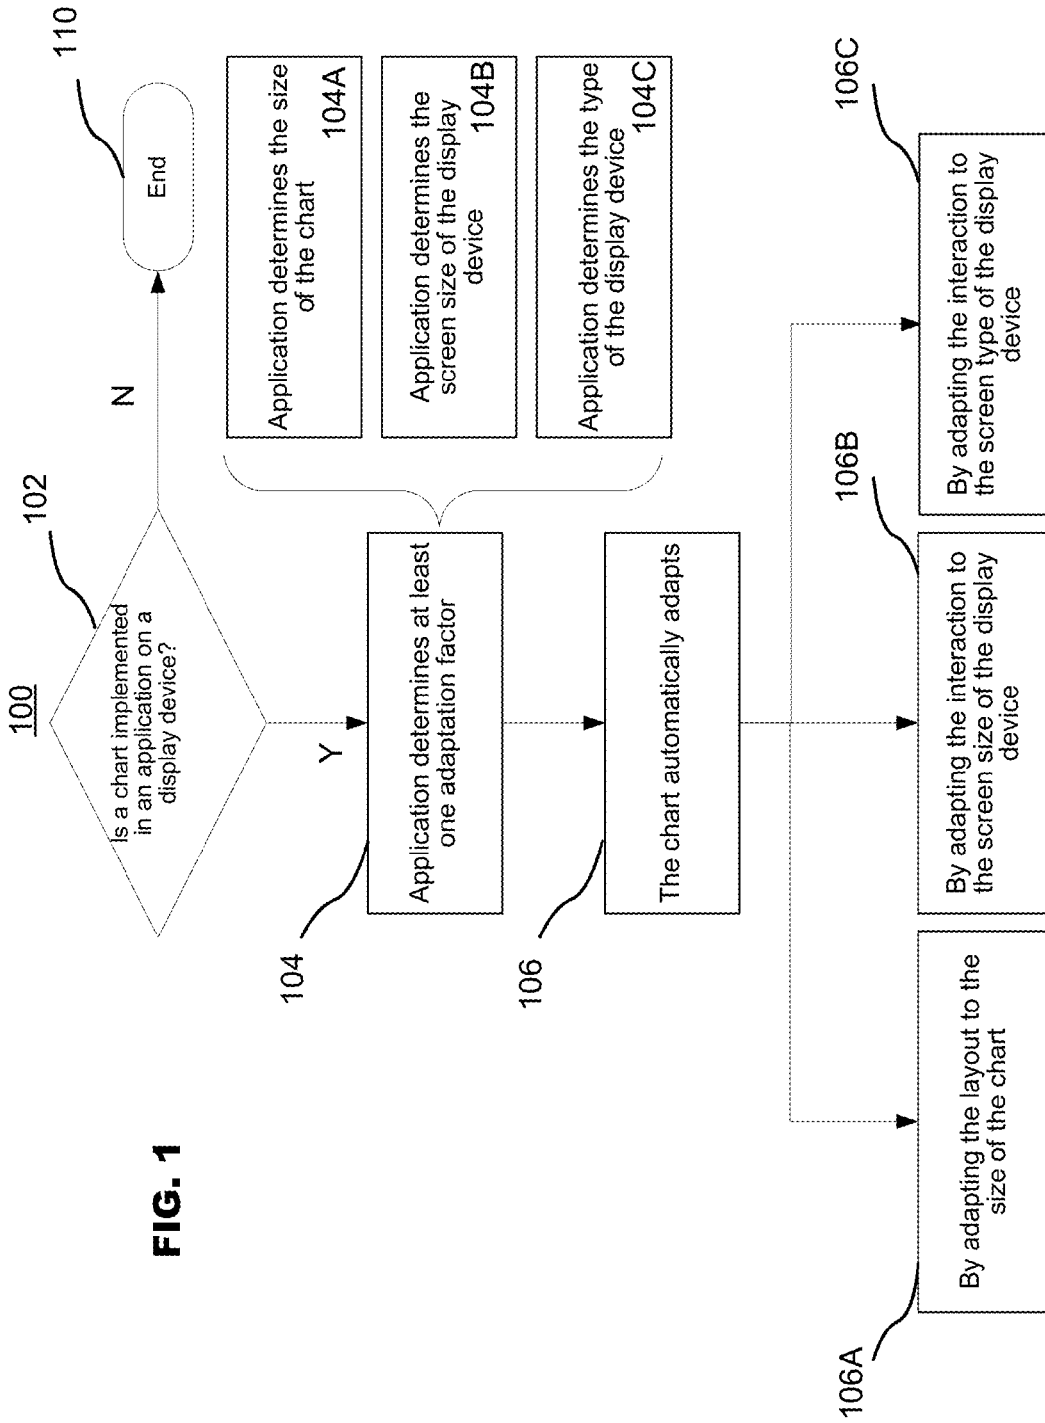 FIG. 1
100
102
Is a chart implemented
in an application on a
display device?
N
110
End
Y
104
Application determines at least
one adaptation factor
Application determines the size
of the chart
104A
Application determines the
screen size of the display
device
104B
Application determines the type
of the display device
104C
106
The chart automatically adapts
106A
By adapting the layout to the
size of the chart
106B
By adapting the interaction to
the screen size of the display
device
106C
By adapting the interaction to
the screen type of the display
device